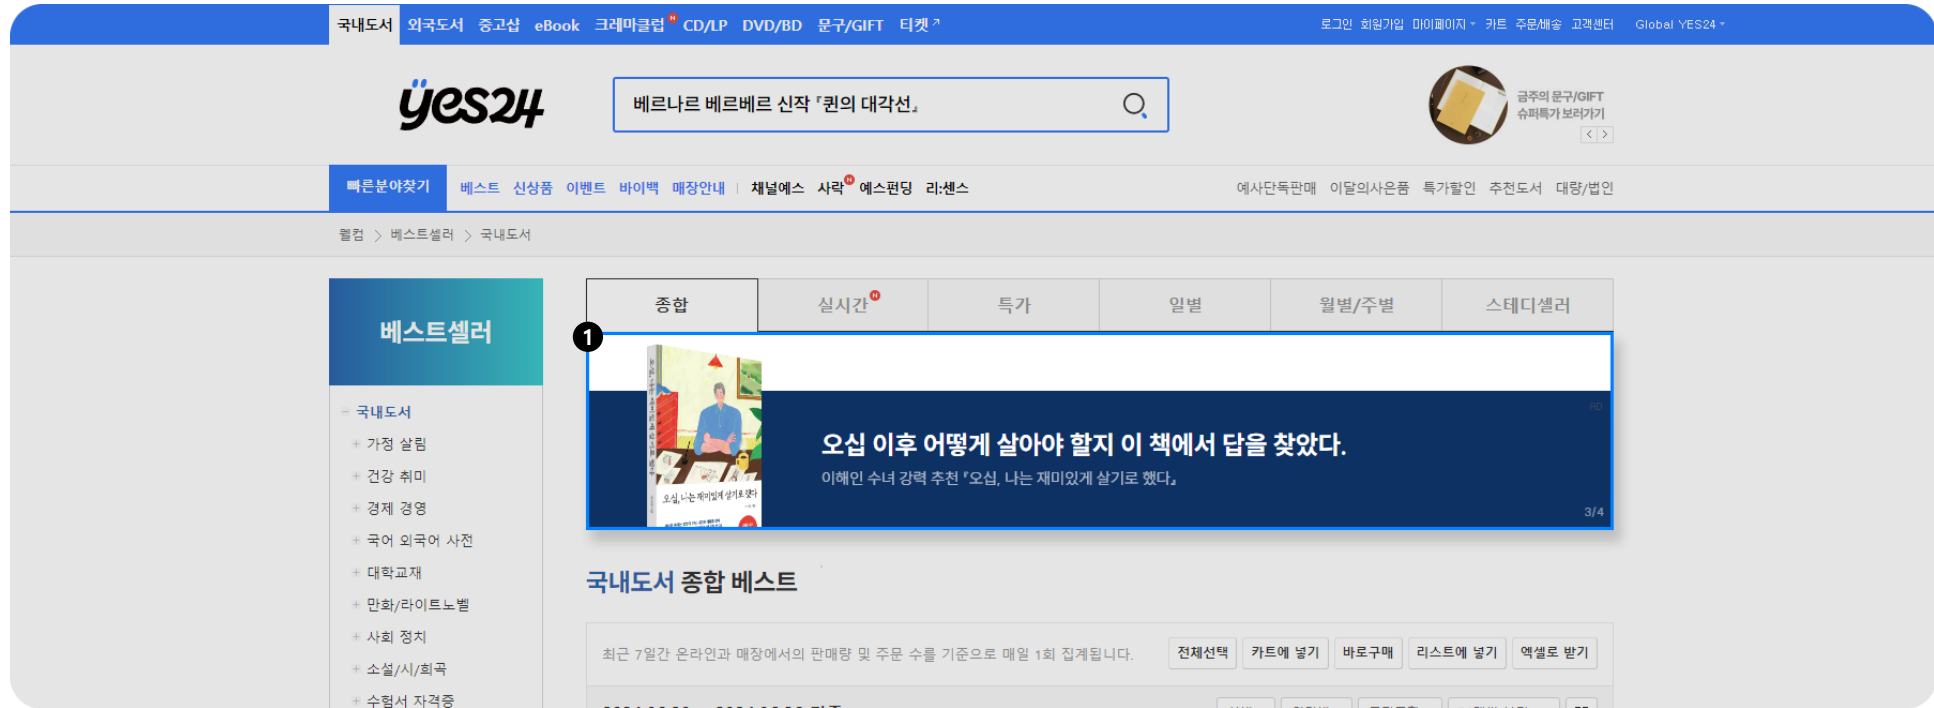 국내도서 외국도서 중고샵 eBook 크레마클럽 N CD/LP DVD/BD 문구/GIFT 티켓
로그인 회원가입 마이페이지 카트 주문/배송 고객센터 Global YES24
yes24
베르나르 베르베르 신작 『퀸의 대각선』
금주의 문구/GIFT
슈퍼특가 보러가기
빠른분야찾기 베스트 신상품 이벤트 바이백 매장안내 채널예스 사락 N 예스펀딩 리:센스
예사단독판매 이달의사은품 특가할인 추천도서 대량/법인
웰컴 > 베스트셀러 > 국내도서
베스트셀러
국내도서
가정 살림
건강 취미
경제 경영
국어 외국어 사전
대학교재
만화/라이트노벨
사회 정치
소설/시/희곡
수험서 자격증
종합 실시간 N 특가 일별 월별/주별 스테디셀러
1
오십, 나는 재미있게 살기로 했다
AD
오십 이후 어떻게 살아야 할지 이 책에서 답을 찾았다.
이해인 수녀 강력 추천 『오십, 나는 재미있게 살기로 했다』
3/4
국내도서 종합 베스트
최근 7일간 온라인과 매장에서의 판매량 및 주문 수를 기준으로 매일 1회 집계됩니다.
전체선택 카트에 넣기 바로구매 리스트에 넣기 엑셀로 받기